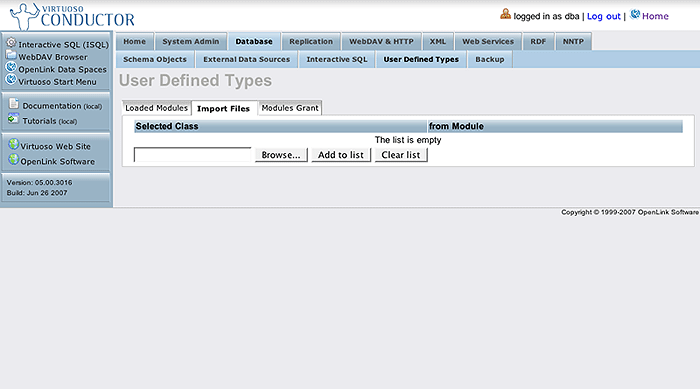 VIRTUOSO
CONDUCTOR
logged in as dba | Log out | Home
Interactive SQL (ISQL)
WebDAV Browser
OpenLink Data Spaces
Virtuoso Start Menu
Documentation (local)
Tutorials (local)
Virtuoso Web Site
OpenLink Software
Version: 05.00.3016
Build: Jun 26 2007
Home System Admin Database Replication WebDAV & HTTP XML Web Services RDF NNTP
Schema Objects External Data Sources Interactive SQL User Defined Types Backup
User Defined Types
Loaded Modules Import Files Modules Grant
Selected Class from Module
The list is empty
Browse... Add to list Clear list
Copyright © 1999-2007 OpenLink Software